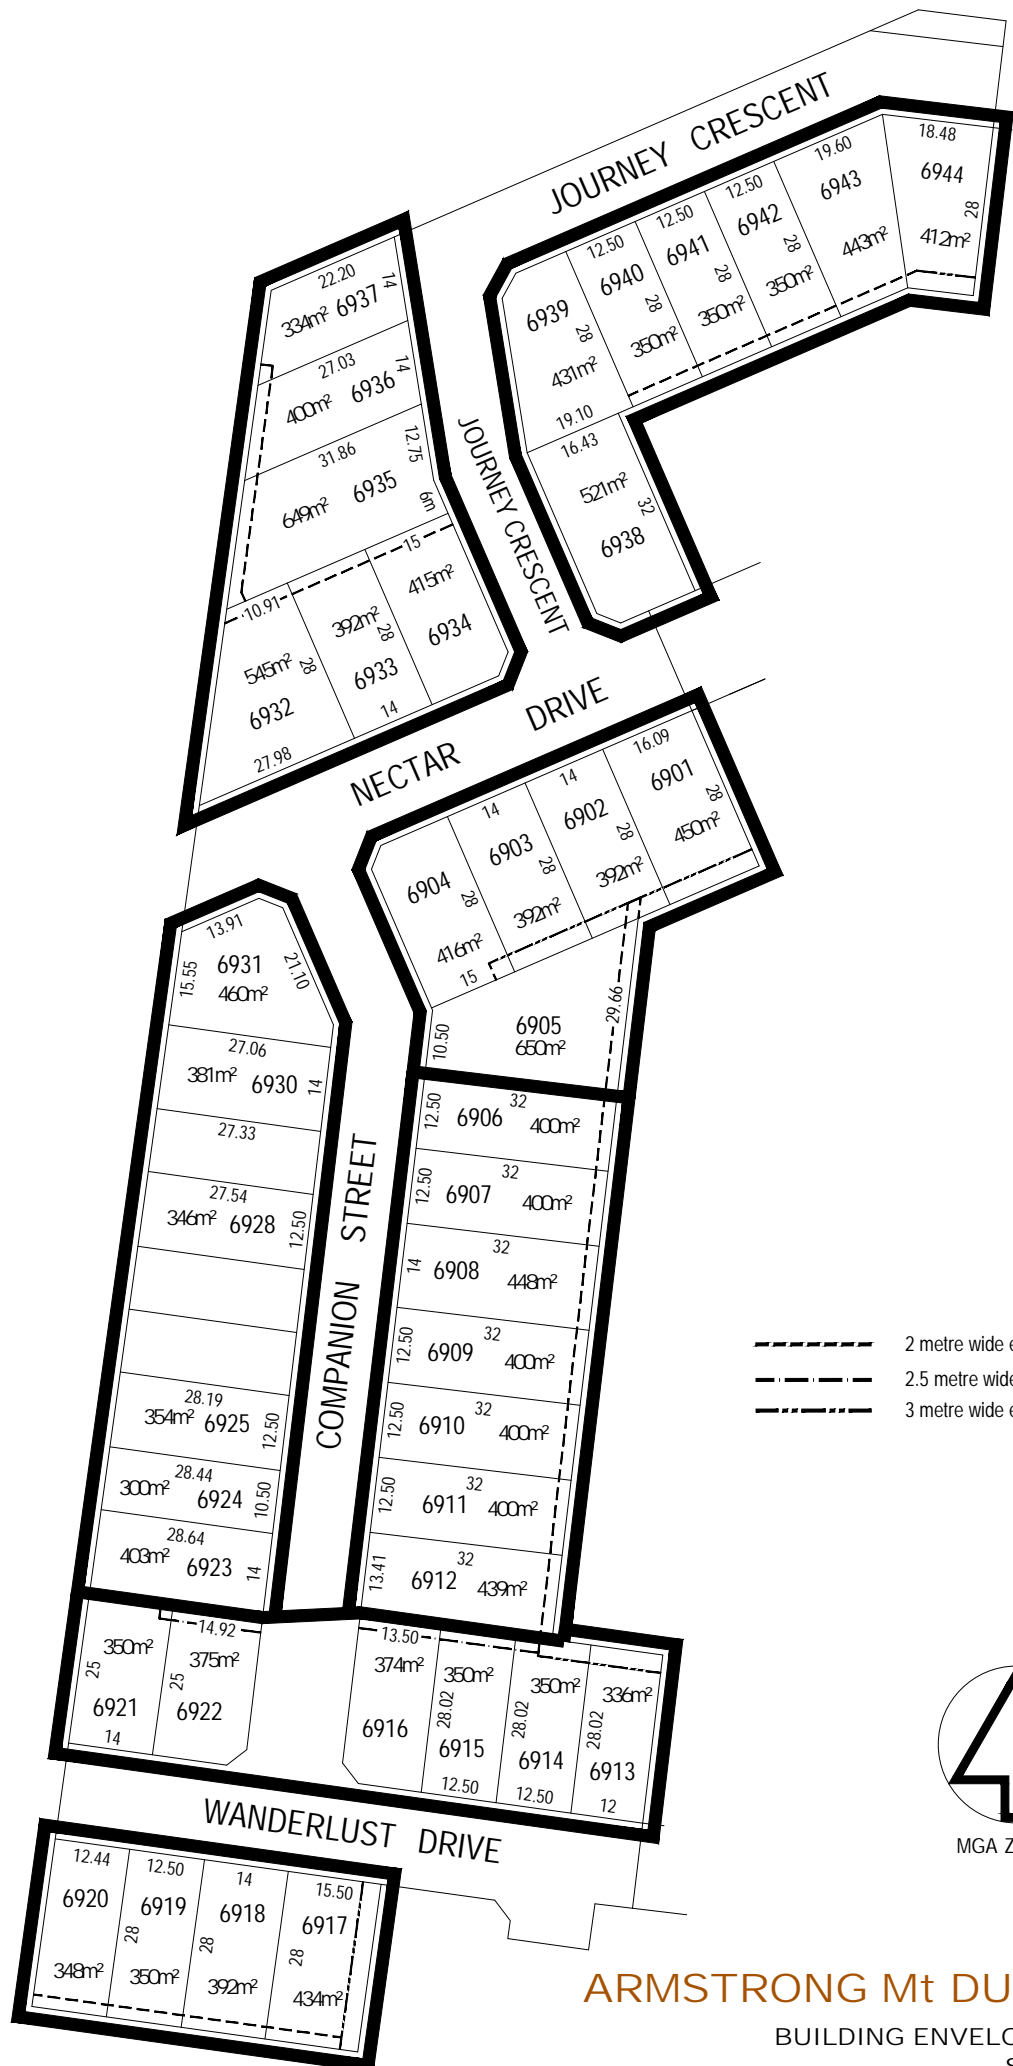 JOURNEY CRESCENT
18.48
6944
28
412m²
19.60
6943
443m²
12.50
6942
28
350m²
12.50
6941
28
350m²
12.50
6940
28
350m²
6939
28
431m²
19.10
16.43
521m²
32
6938
22.20
14
334m² 6937
27.03
14
400m² 6936
31.86
12.75
649m² 6935
6m
JOURNEY CRESCENT
15
415m²
6934
10.91
392m²
28
6933
14
545m²
28
6932
27.98
NECTAR DRIVE
16.09
6901
28
450m²
14
6902
28
392m²
14
6903
28
392m²
6904
28
416m²
15
10.50
6905
650m²
29.66
13.91
15.55
6931
460m²
21.10
27.06
381m² 6930 14
27.33
27.54
346m² 6928 12.50
28.19
354m² 6925 12.50
28.44
300m² 6924 10.50
28.64
403m² 6923 14
COMPANION STREET
12.50 6906 32 400m²
12.50 6907 32 400m²
14 6908 32 448m²
12.50 6909 32 400m²
12.50 6910 32 400m²
12.50 6911 32 400m²
13.41 6912 32 439m²
2 metre wide
2.5 metre wide
3 metre wide
350m²
25
6921
14
14.92
375m²
25
6922
13.50
374m²
6916
350m²
28.02
6915
12.50
350m²
28.02
6914
12.50
336m²
28.02
6913
12
WANDERLUST DRIVE
12.44
6920
348m²
12.50
6919
28
350m²
14
6918
28
392m²
15.50
6917
28
434m²
MGA
ARMSTRONG Mt
BUILDING